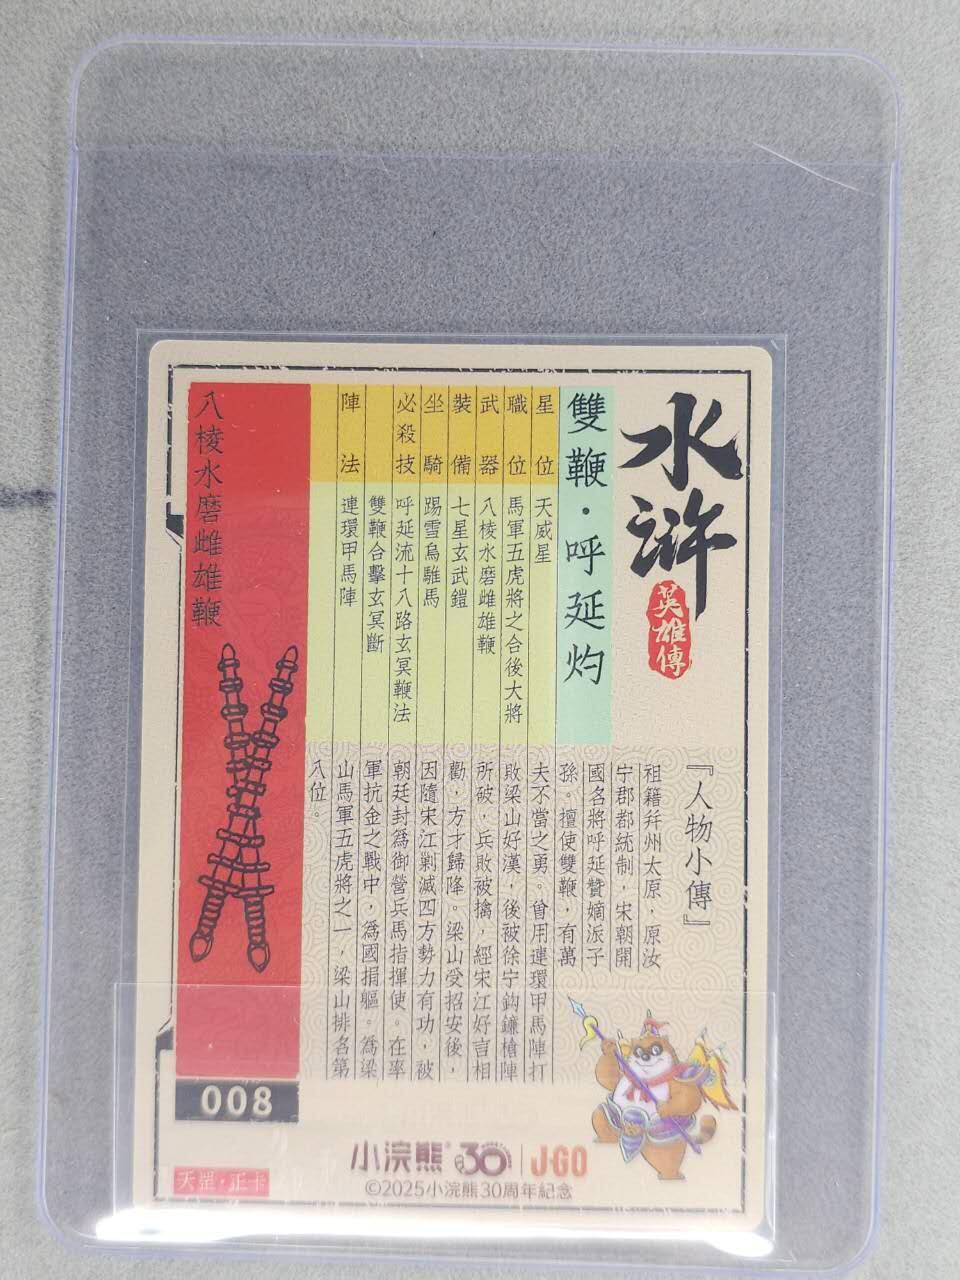 水滸
英雄傳
雙鞭·呼延灼
星位 天威星
職位 馬軍五虎將之合後大將
武器 八棱水磨雌雄鞭
裝備 七星玄武鎧
坐騎 踢雪烏騅馬
必殺技 呼延流十八路玄冥鞭法
雙鞭合擊玄冥斷
陣法 連環甲馬陣
『人物小傳』
祖籍并州太原，原汝
宁郡都統制，宋朝開
國名將呼延贊嫡派子
孫。擅使雙鞭，有萬
夫不當之勇。曾用連環甲馬陣打
敗梁山好漢，後被徐宁鈎鐮槍陣
所破，兵敗被擒，經宋江好言相
勸，方才歸降。梁山受招安後，
因隨宋江剿滅四方勢力有功，被
朝廷封爲御營兵馬指揮使。在率
軍抗金之戰中，爲國捐軀。爲梁
山馬軍五虎將之一，梁山排名第
八位。
八棱水磨雌雄鞭
008
天罡·正卡
小浣熊 30 J·GO
©2025小浣熊30周年紀念